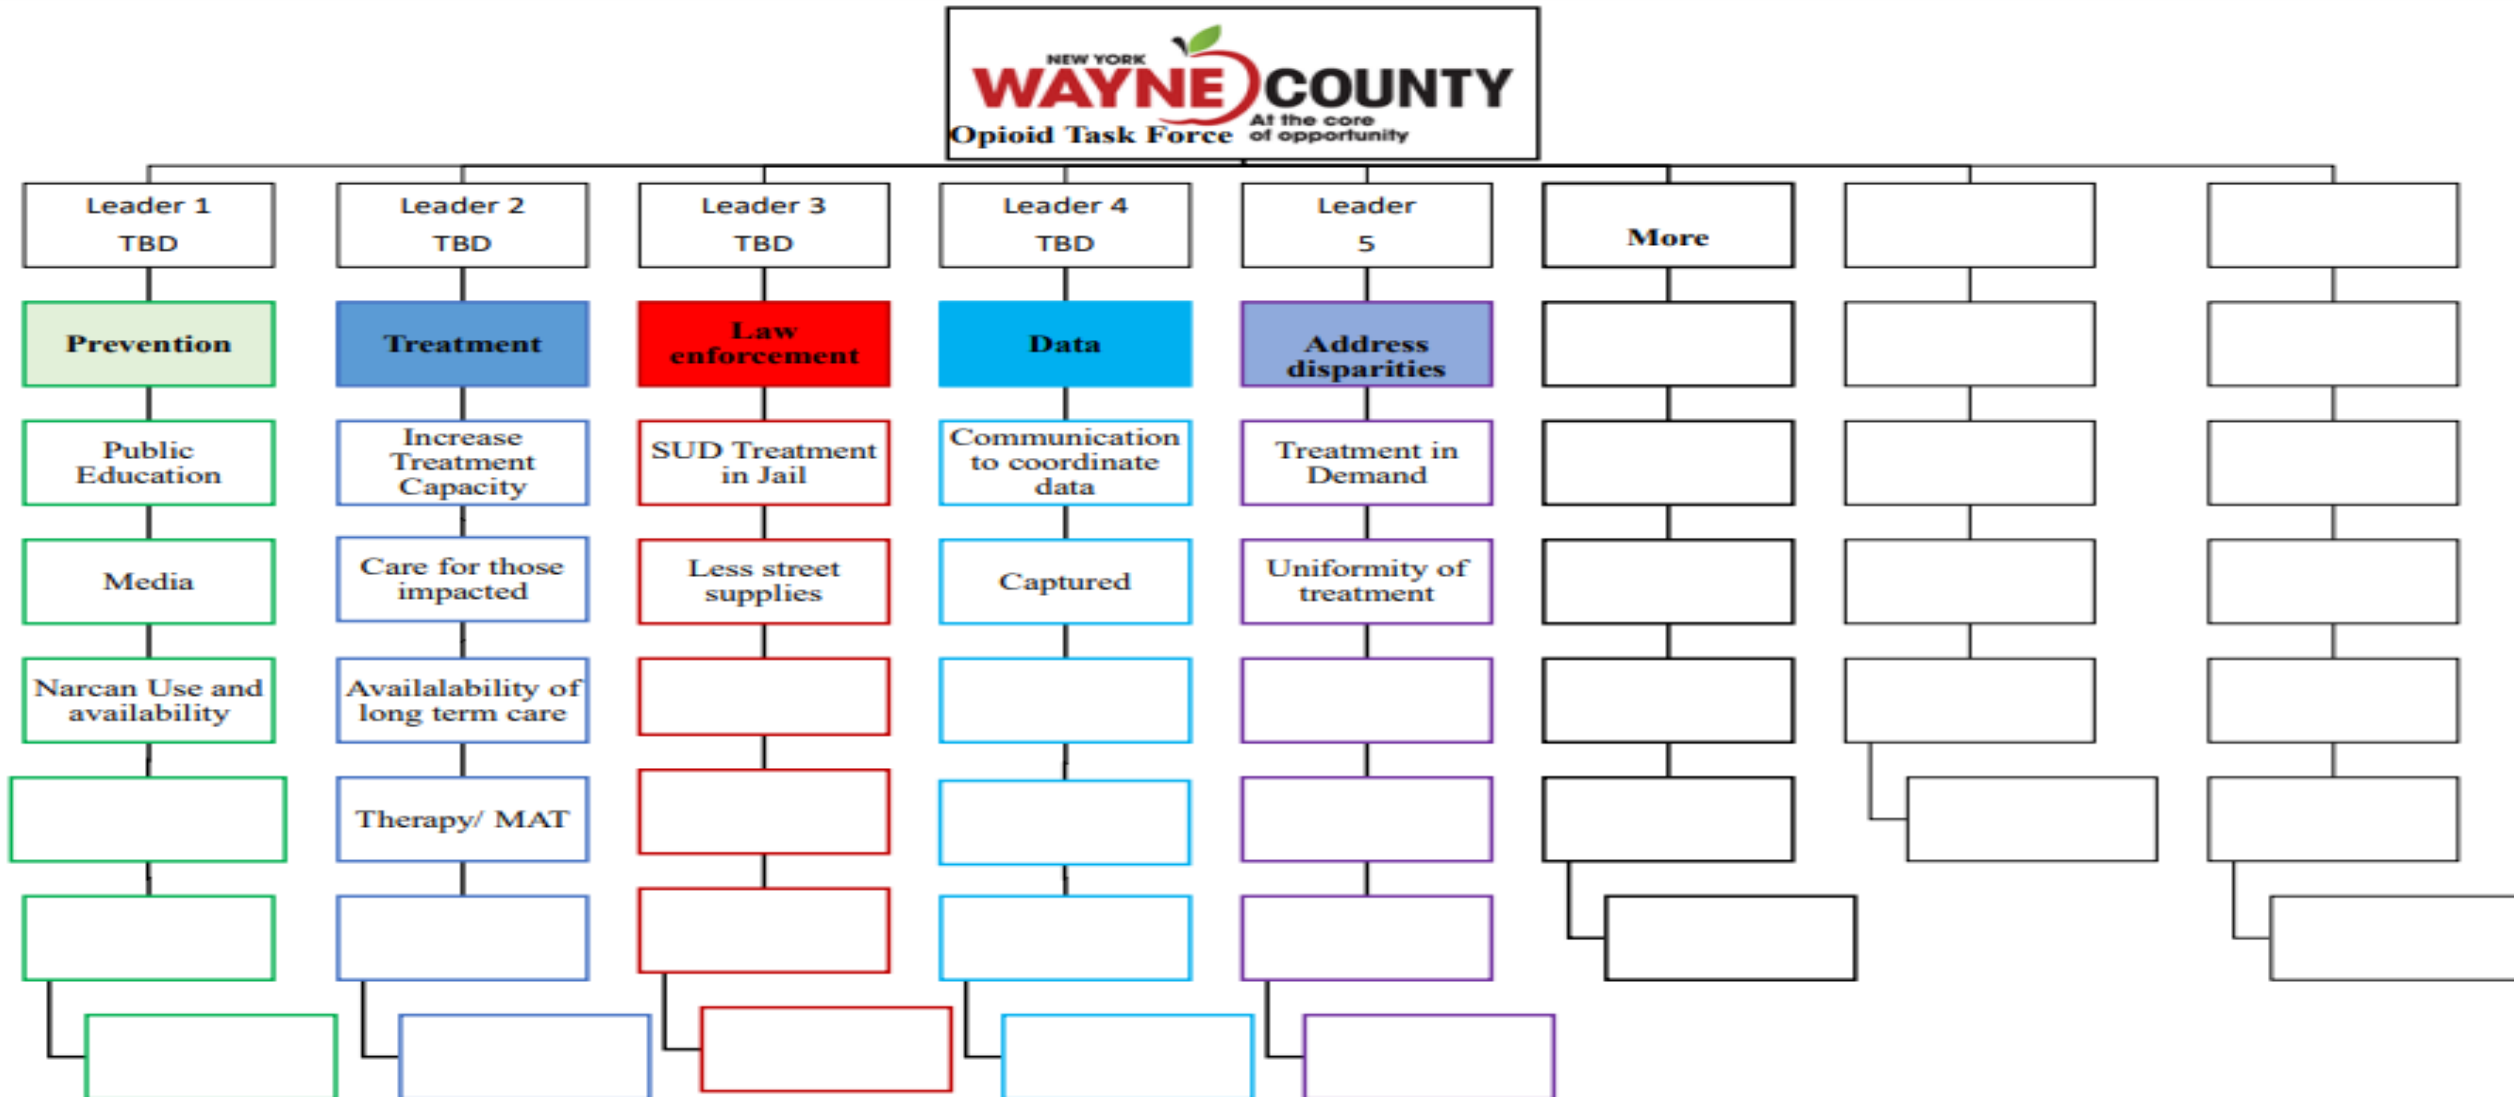 NEW YORK
WAYNE COUNTY
At the core
of opportunity
Opioid Task Force
Leader 1
TBD
Leader 2
TBD
Leader 3
TBD
Leader 4
TBD
Leader
5
More
Prevention
Treatment
Law
enforcement
Data
Address
disparities
Public
Education
Increase
Treatment
Capacity
SUD Treatment
in Jail
Communication
to coordinate
data
Treatment in
Demand
Media
Care for those
impacted
Less street
supplies
Captured
Uniformity of
treatment
Narcan Use and
availability
Availalability of
long term care
Therapy/ MAT